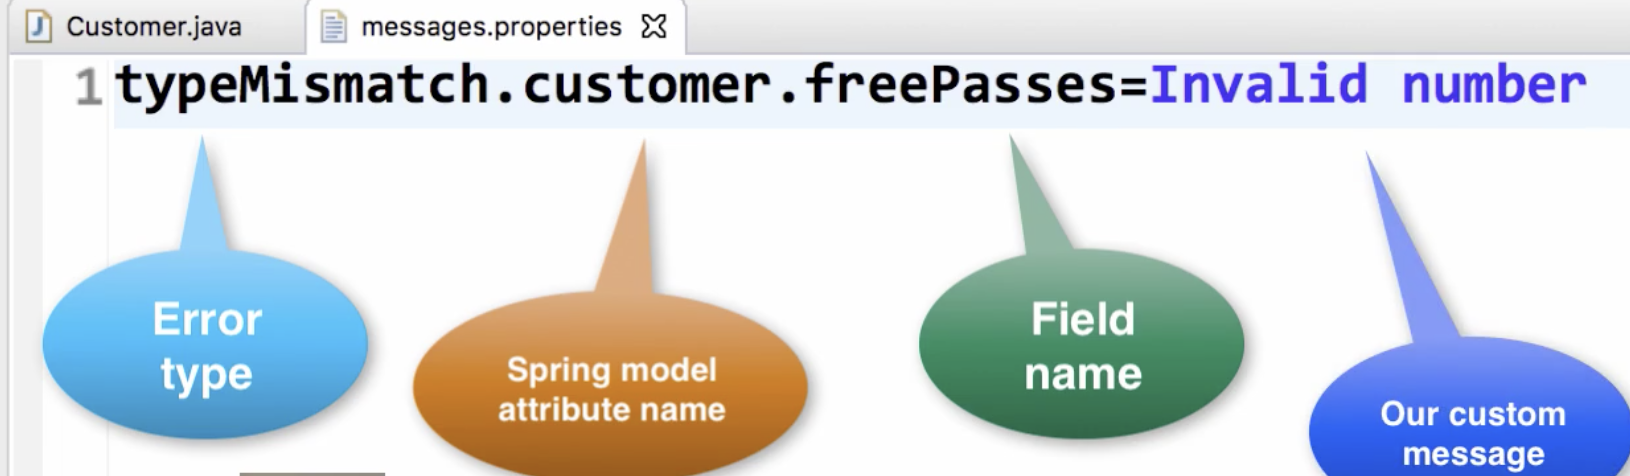 Customer.java messages.properties
1 typeMismatch.customer.freePasses=Invalid number
Error
type
Spring model
attribute name
Field
name
Our custom
message